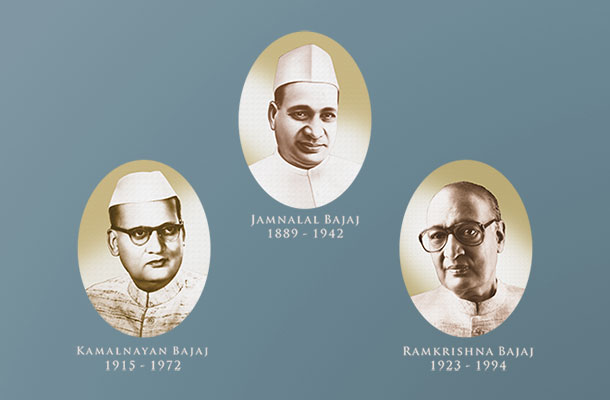 Jamnalal Bajaj
1889 - 1942
Kamalnayan Bajaj
1915 - 1972
Ramkrishna Bajaj
1923 - 1994